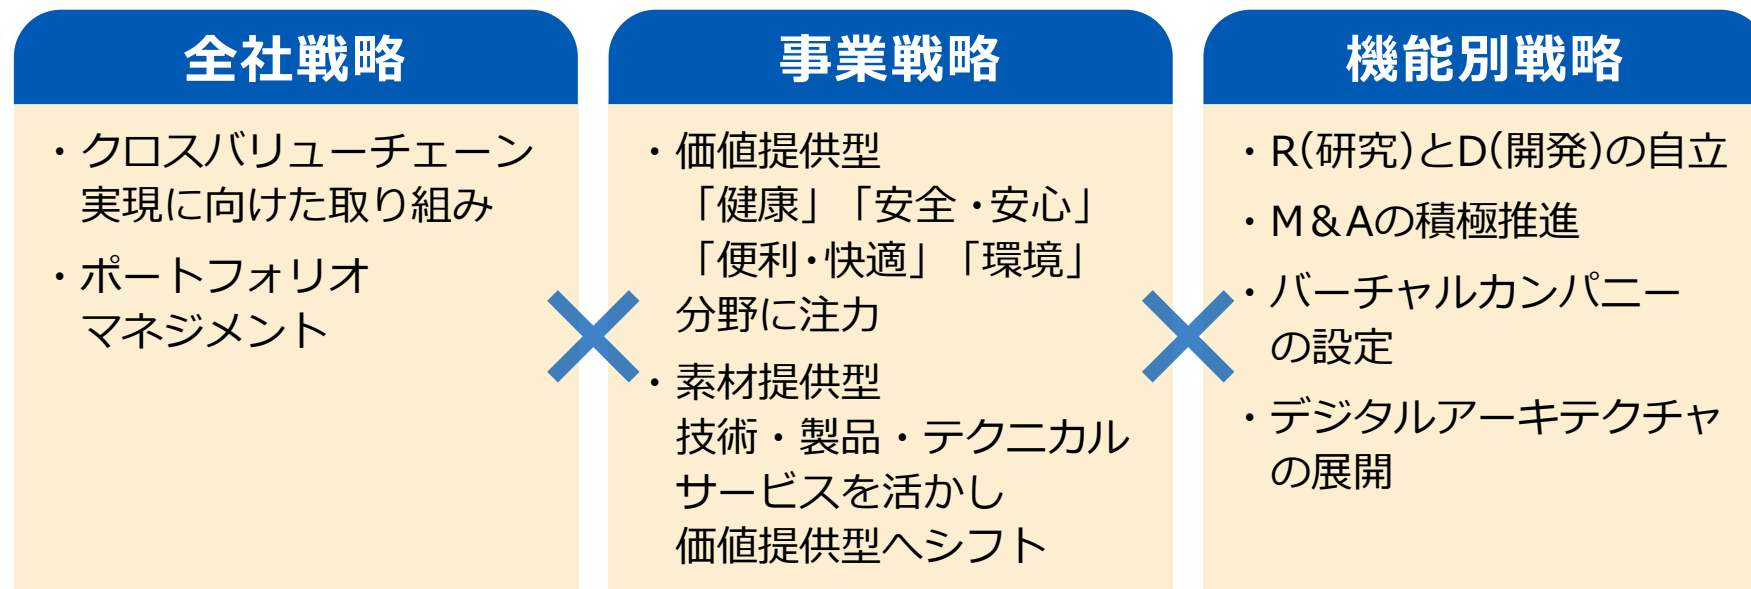 全社戦略
・クロスバリューチェーン
実現に向けた取り組み
・ポートフォリオ
マネジメント
事業戦略
・価値提供型
「健康」「安全・安心」
「便利・快適」「環境」
分野に注力
・素材提供型
技術・製品・テクニカル
サービスを活かし
価値提供型へシフト
機能別戦略
・R(研究)とD(開発)の自立
・M&Aの積極推進
・バーチャルカンパニー
の設定
・デジタルアーキテクチャ
の展開